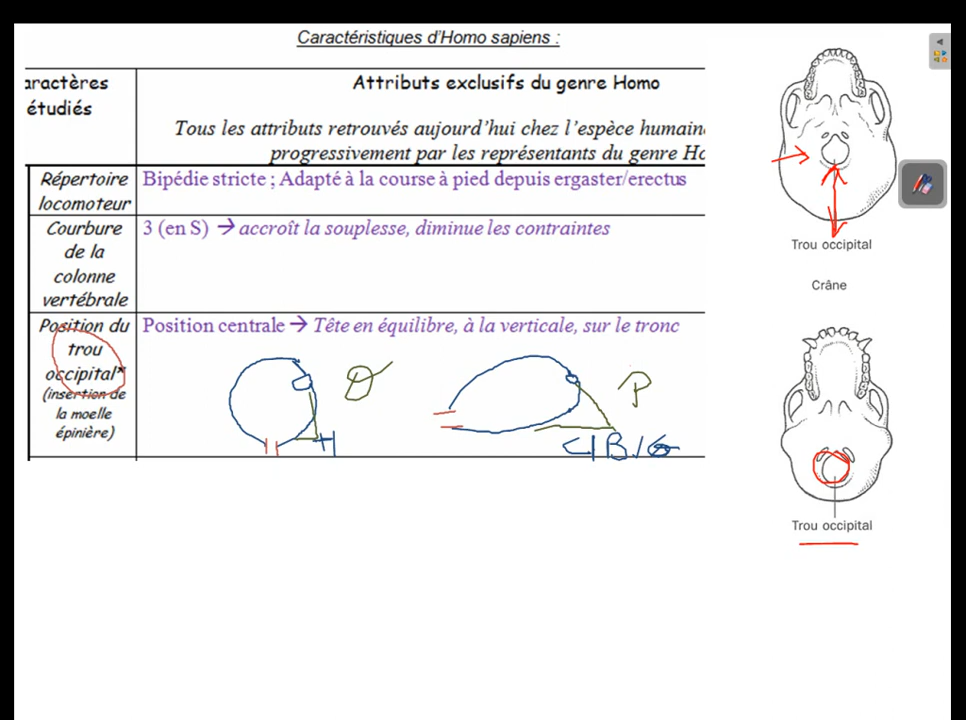 Caractéristiques d'Homo sapiens :
aractères
étudiés
Attributs exclusifs du genre Homo
Tous les attributs retrouvés aujourd'hui chez l'espèce humain
progressivement par les représentants du genre Ho
Répertoire
locomoteur
Bipédie stricte ; Adapté à la course à pied depuis ergaster/erectus
Courbure
de la
colonne
vertébrale
3 (en S) → accroît la souplesse, diminue les contraintes
Position du
trou
occipital*
(insertion de
la moelle
épinière)
Position centrale → Tête en équilibre, à la verticale, sur le tronc
H
P
C/B/G
Trou occipital
Crâne
Trou occipital